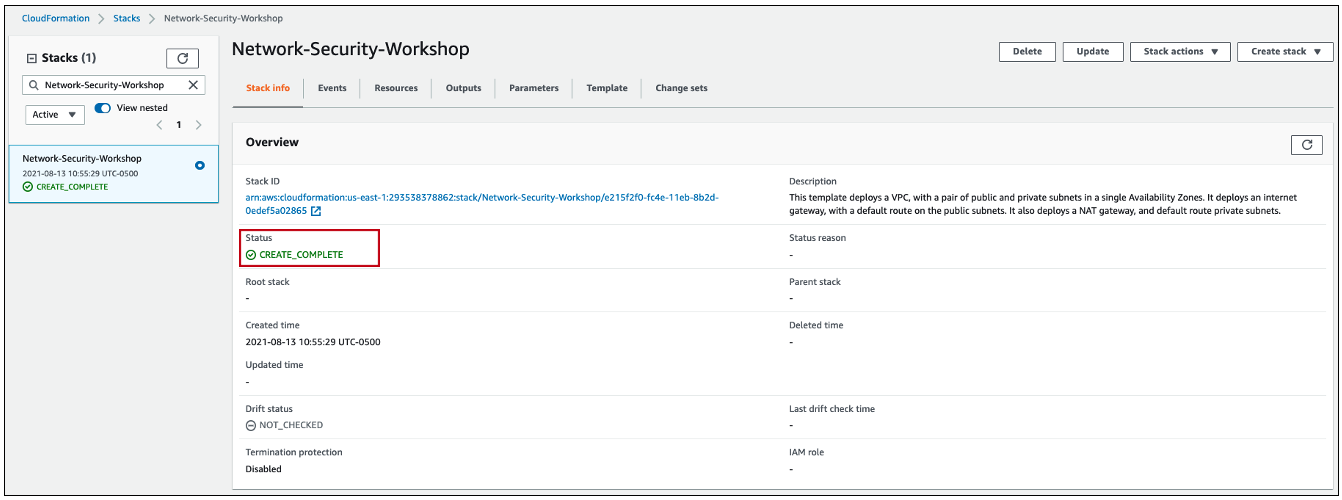 CloudFormation > Stacks > Network-Security-Workshop
Stacks (1)
Network-Security-Workshop
Active
View nested
1
Network-Security-Workshop
2021-08-13 10:55:29 UTC-0500
CREATE_COMPLETE
Network-Security-Workshop
Delete
Update
Stack actions
Create stack
Stack info
Events
Resources
Outputs
Parameters
Template
Change sets
Overview
Stack ID
arn:aws:cloudformation:us-east-1:293538378862:stack/Network-Security-Workshop/e215f2f0-fc4e-11eb-8b2d-
0edef5a02865
Description
This template deploys a VPC, with a pair of public and private subnets in a single Availability Zones. It deploys an internet
gateway, with a default route on the public subnets. It also deploys a NAT gateway, and default route private subnets.
Status
CREATE_COMPLETE
Status reason
-
Root stack
-
Parent stack
-
Created time
2021-08-13 10:55:29 UTC-0500
Deleted time
-
Updated time
-
Drift status
NOT_CHECKED
Last drift check time
-
Termination protection
Disabled
IAM role
-